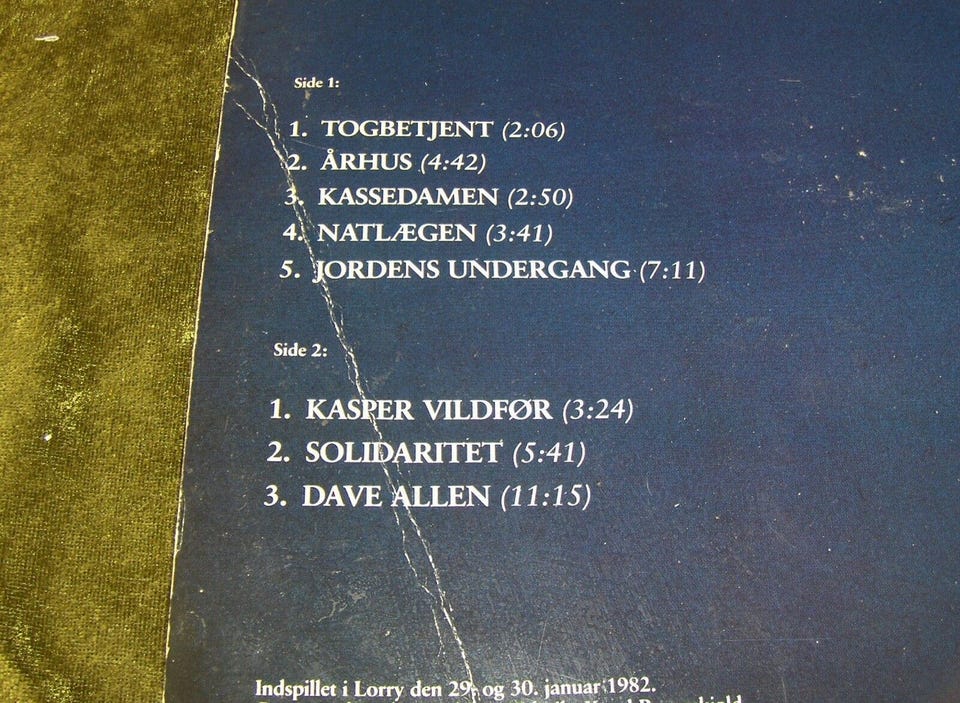 Side 1:
1. TOGBETJENT (2:06)
2. ÅRHUS (4:42)
3. KASSEDAMEN (2:50)
4. NATLÆGEN (3:41)
5. JORDENS UNDERGANG (7:11)
Side 2:
1. KASPER VILDFØR (3:24)
2. SOLIDARITET (5:41)
3. DAVE ALLEN (11:15)
Indspillet i Lorry den 29. og 30. januar 1982.